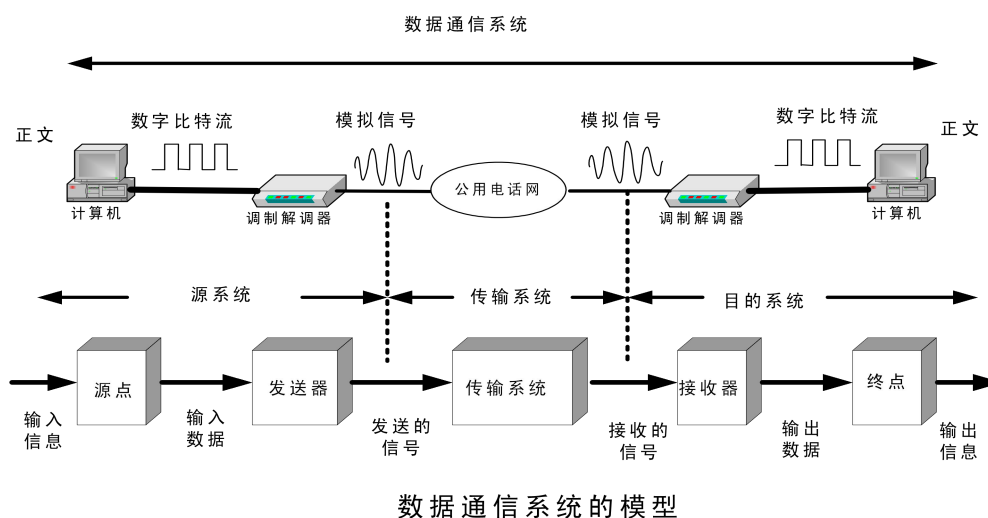 数据通信系统
正文
数字比特流
模拟信号
模拟信号
数字比特流
正文
公用电话网
计算机
调制解调器
调制解调器
计算机
源系统
传输系统
目的系统
源点
发送器
传输系统
接收器
终点
输入
信息
输入
数据
发送的
信号
接收的
信号
输出
数据
输出
信息
数据通信系统的模型